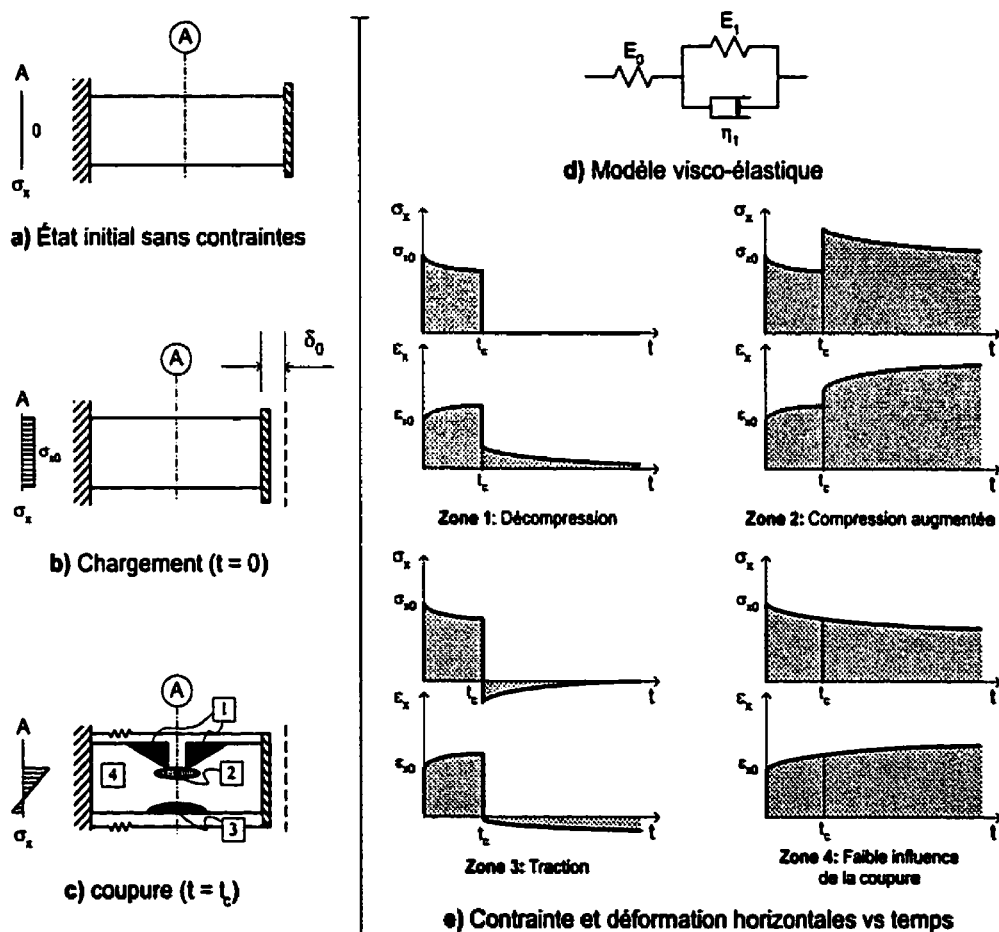 A
A
0
σx
a) État initial sans contraintes
A
A
δ0
σx0
σx
b) Chargement (t = 0)
A
A
1
4
2
3
σx
c) coupure (t = tc)
E0
E1
η1
d) Modèle visco-élastique
σx
σx0
tc
t
εx
εx0
tc
t
Zone 1: Décompression
σx
σx0
tc
t
εx
εx0
tc
t
Zone 2: Compression augmentée
σx
σx0
tc
t
εx
εx0
tc
t
Zone 3: Traction
σx
σx0
tc
t
εx
εx0
tc
t
Zone 4: Faible influence
de la coupure
e) Contrainte et déformation horizontales vs temps